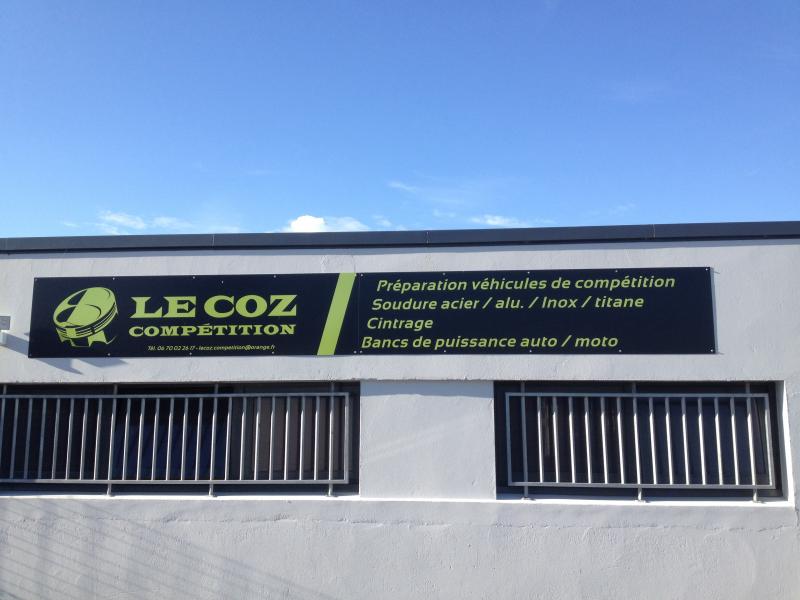 LE COZ
COMPÉTITION
Tél. 06 70 02 26 17 - lecoz.competition@orange.fr
Préparation véhicules de compétition
Soudure acier / alu. / Inox / titane
Cintrage
Bancs de puissance auto / moto